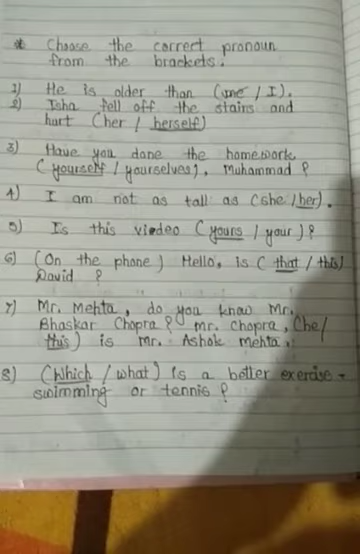 * Choose the correct pronoun
from the brackets.
1) He is older than (me / I).
2) Isha fell off the stairs and
hurt (her / herself)
3) Have you done the homework
(yourself / yourselves), Muhammad ?
4) I am not as tall as (she / her).
5) Is this video (yours / your) ?
6) (On the phone) Hello, is (that / this)
David ?
7) Mr. Mehta, do you know Mr.
Bhaskar Chopra ? mr. chopra, (he /
this) is Mr. Ashok Mehta.
8) (Which / what) is a better exercise -
swimming or tennis ?